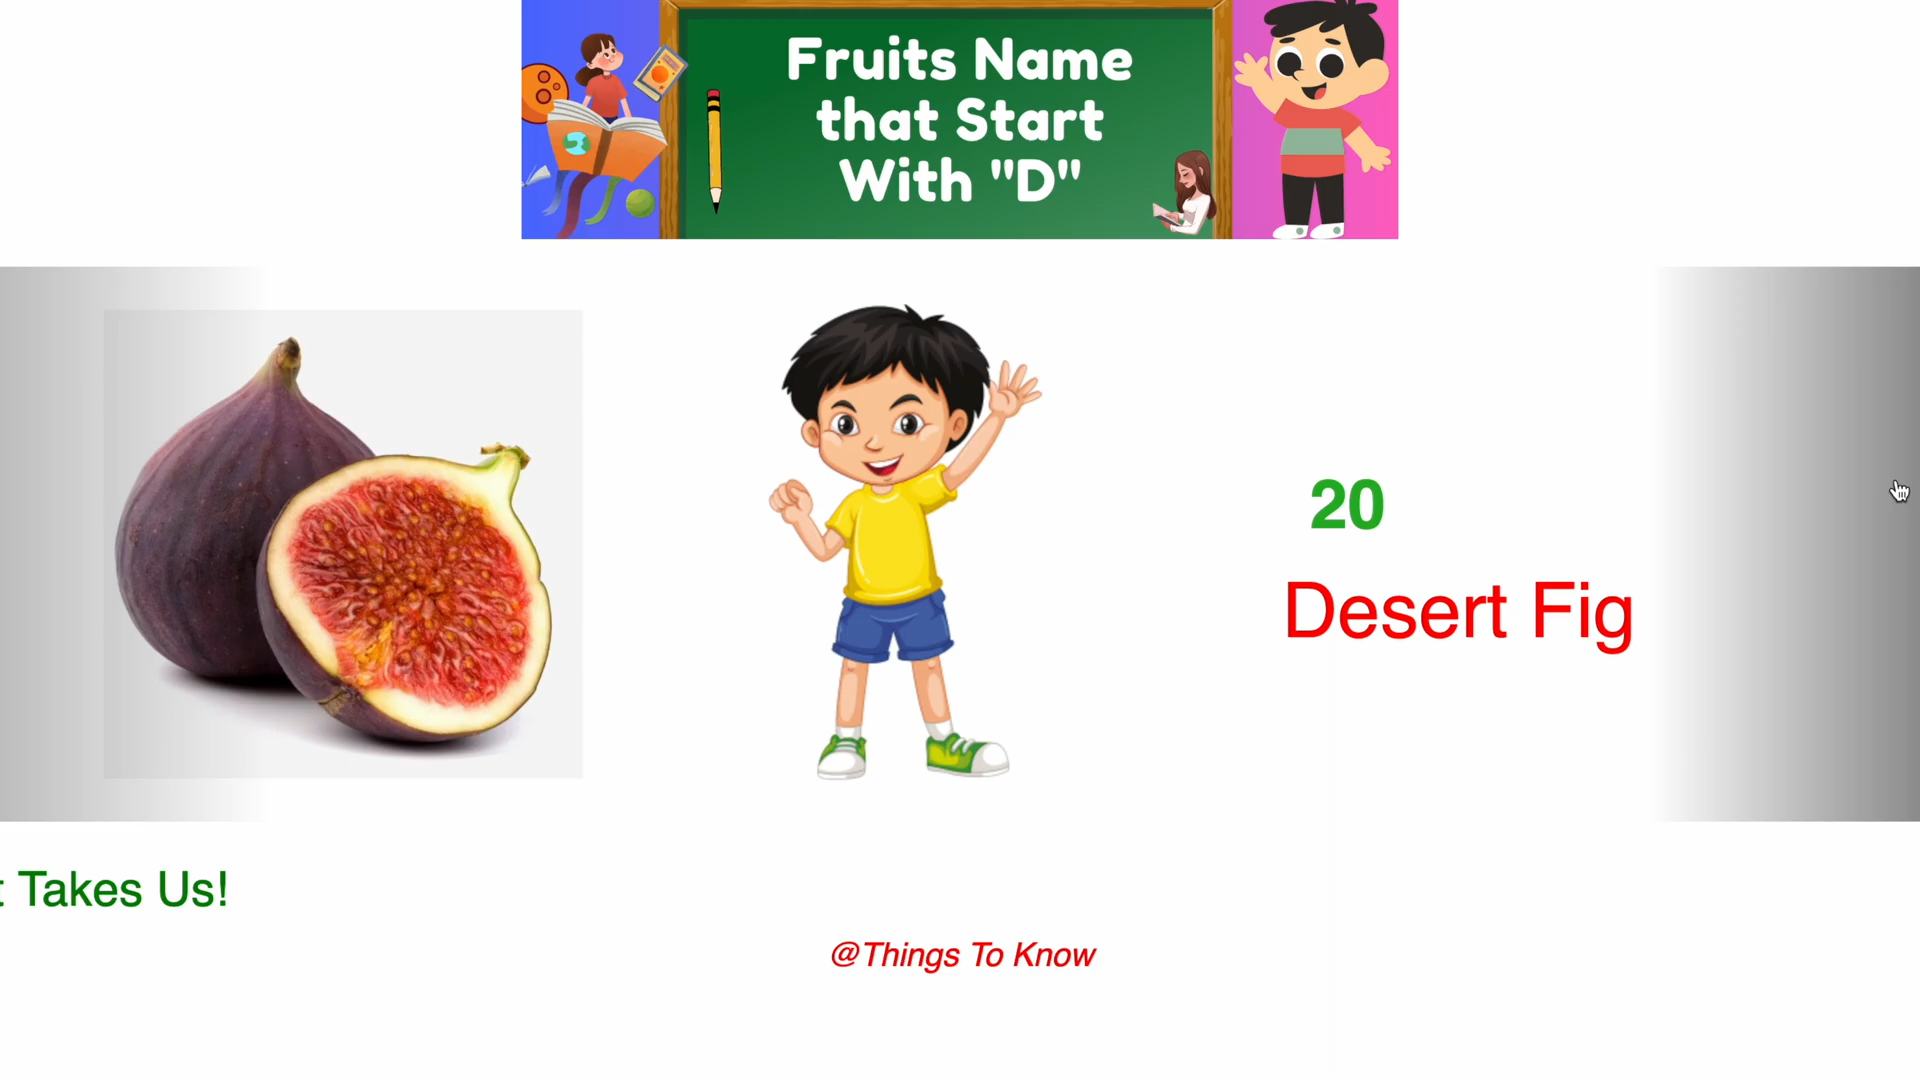 Fruits Name
that Start
With "D"
20
Desert Fig
Takes Us!
@Things To Know